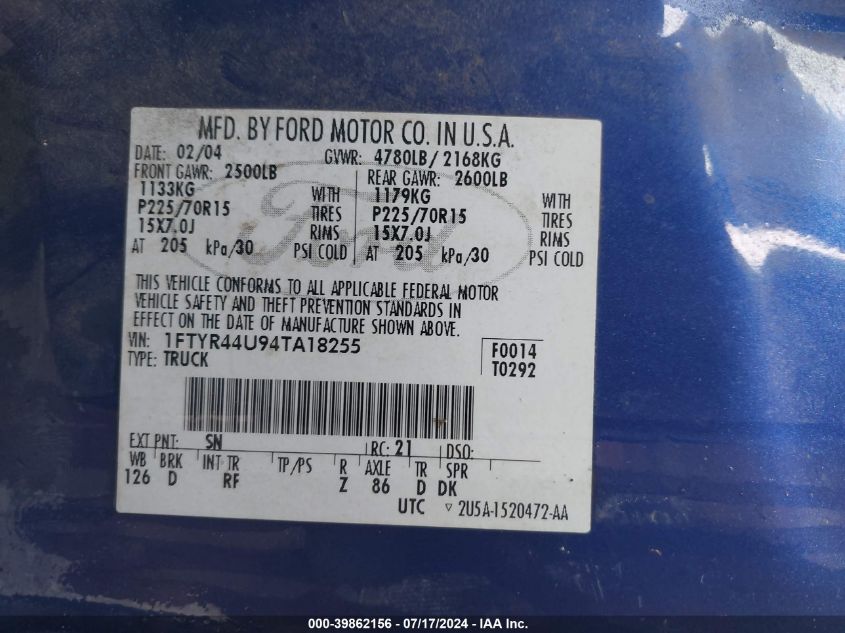 MFD. BY FORD MOTOR CO. IN U.S.A.
DATE: 02/04 GVWR: 4780LB/ 2168KG
FRONT GAWR: 2500LB REAR GAWR: 2600LB
1133KG WITH 1179KG WITH
P225/70R15 TIRES P225/70R15 TIRES
15X7.0J RIMS 15X7.0J RIMS
AT 205 kPa/30 PSI COLD AT 205 kPa/30 PSI COLD
Ford
THIS VEHICLE CONFORMS TO ALL APPLICABLE FEDERAL MOTOR
VEHICLE SAFETY AND THEFT PREVENTION STANDARDS IN
EFFECT ON THE DATE OF MANUFACTURE SHOWN ABOVE.
VIN: 1FTYR44U94TA18255 F0014
TYPE: TRUCK T0292
EXT PNT: SN RC: 21 DSO:
WB BRK INT TR TP/PS R AXLE TR SPR
126 D RF Z 86 D DK
UTC ▿ 2U5A-1520472-AA
000-39862156 / 07/17/2024 - IAA Inc.